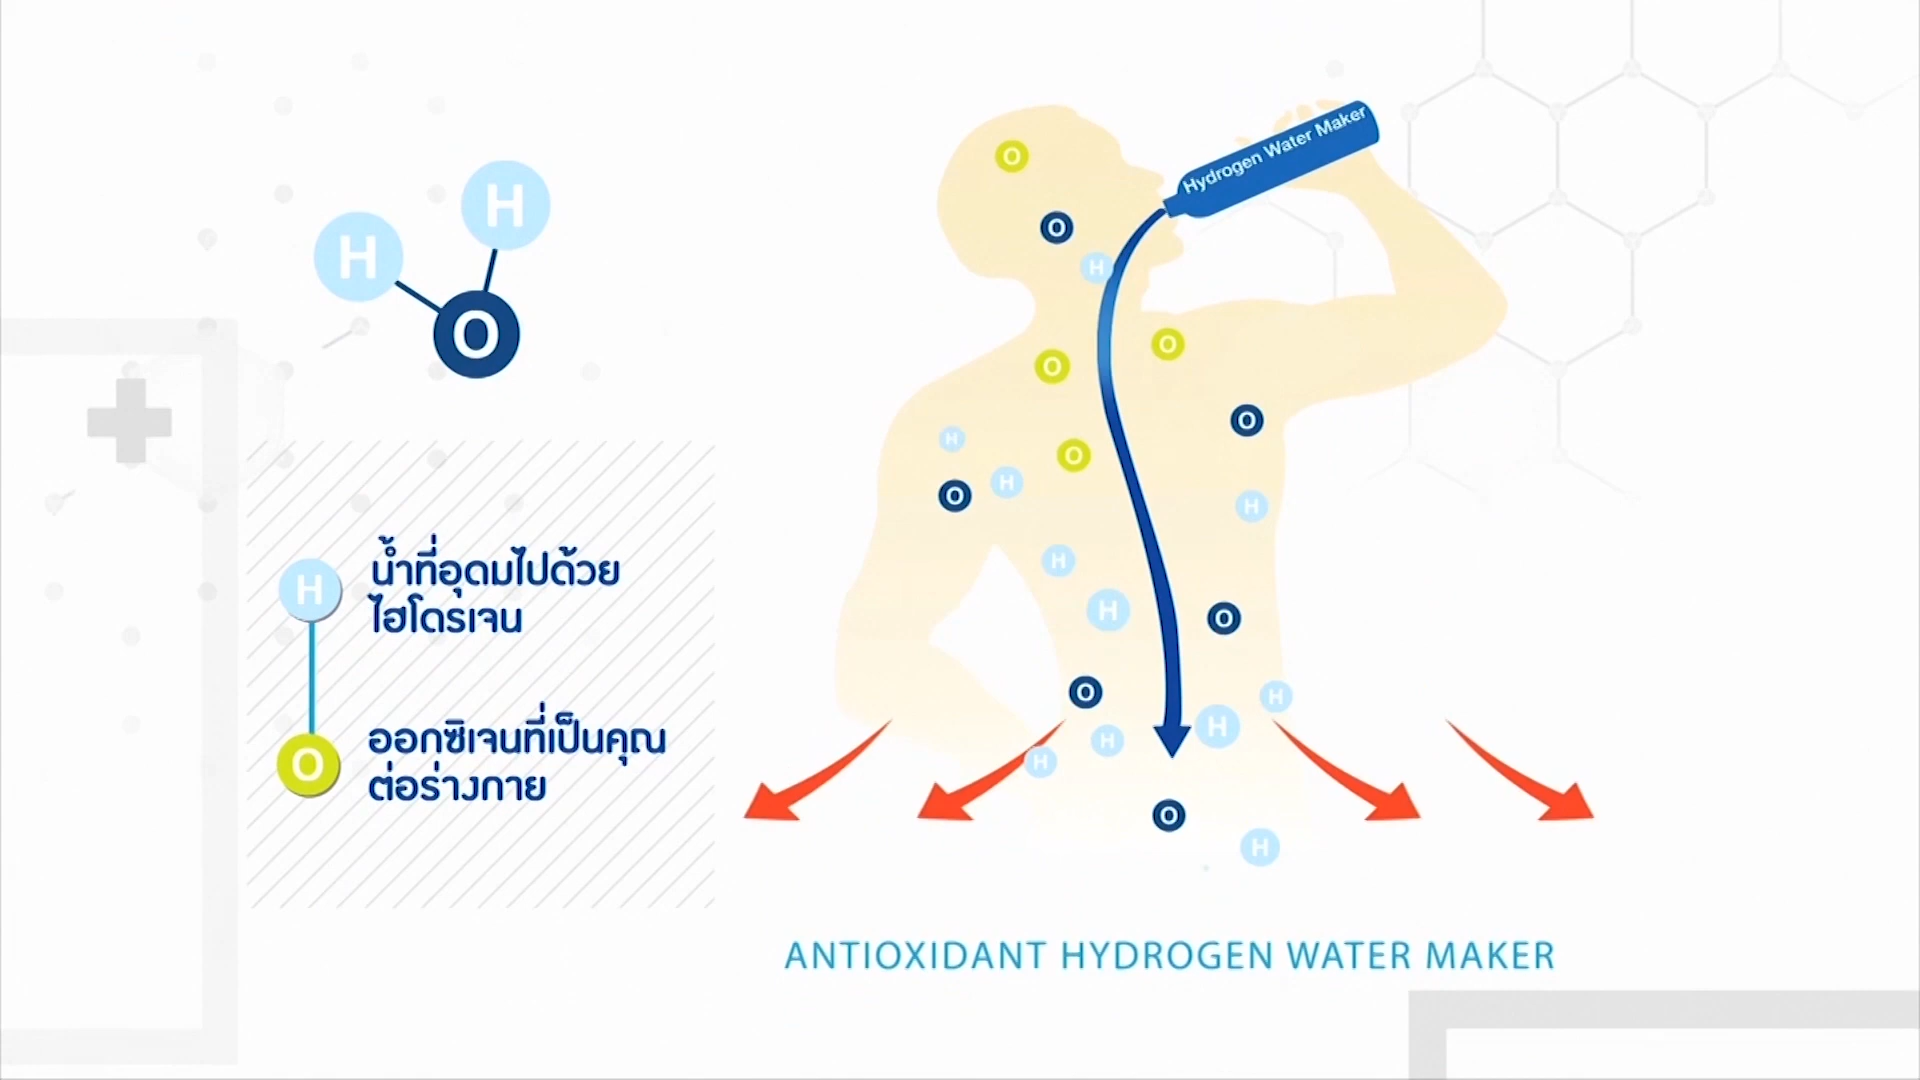 H
H
O
H
น้ำที่อุดมไปด้วย
ไฮโดรเจน
O
ออกซิเจนที่เป็นคุณ
ต่อร่างกาย
Hydrogen Water Maker
O
O
H
O
O
O
O
H
H
O
H
H
H
O
O
H
H
H
H
O
H
ANTIOXIDANT HYDROGEN WATER MAKER